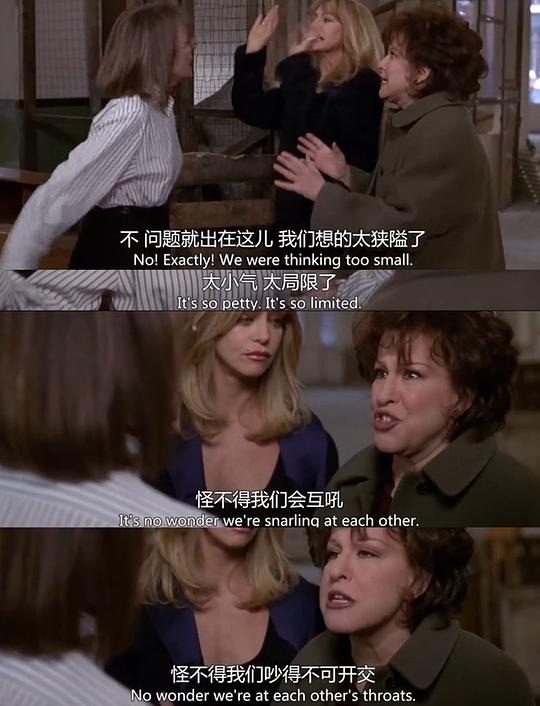 不 问题就出在这儿 我们想的太狭隘了
No! Exactly! We were thinking too small.
太小气 太局限了
It's so petty. It's so limited.
怪不得我们会互吼
It's no wonder we're snarling at each other.
怪不得我们吵得不可开交
No wonder we're at each other's throats.